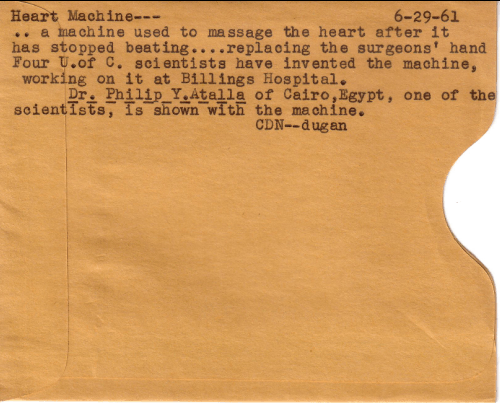 Heart Machine--- 6-29-61
.. a machine used to massage the heart after it
has stopped beating....replacing the surgeons' hand
Four U.of C. scientists have invented the machine,
working on it at Billings Hospital.
Dr. Philip Y.Atalla of Cairo,Egypt, one of the
scientists, is shown with the machine.
CDN--dugan